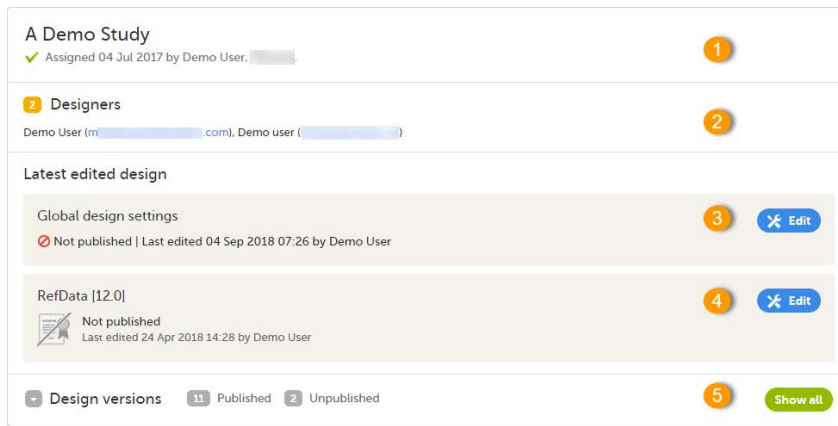 A Demo Study
Assigned 04 Jul 2017 by Demo User, .
1
2 Designers
Demo User (m .com), Demo user ( )
2
Latest edited design
Global design settings
3
Edit
Not published | Last edited 04 Sep 2018 07:26 by Demo User
RefData [12.0]
4
Edit
Not published
Last edited 24 Apr 2018 14:28 by Demo User
Design versions 11 Published 2 Unpublished
5
Show all